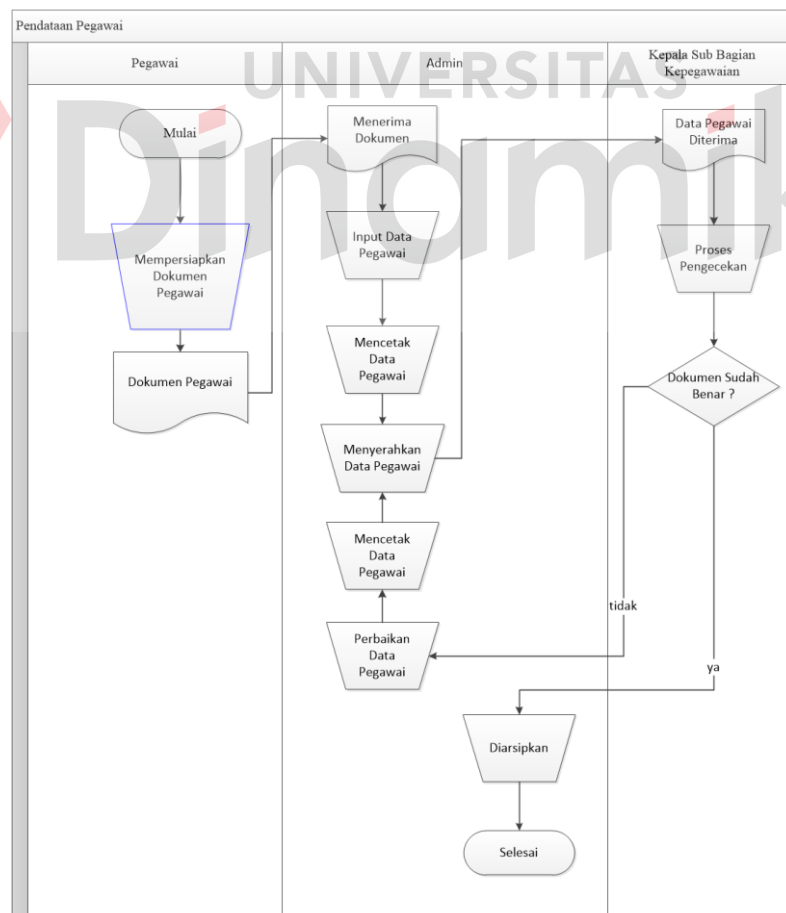 Pendataan Pegawai
Pegawai
Admin
Kepala Sub Bagian
Kepegawaian
UNIVERSITAS
Dinamik
Mulai
Mempersiapkan
Dokumen
Pegawai
Dokumen Pegawai
Menerima
Dokumen
Input Data
Pegawai
Mencetak
Data
Pegawai
Menyerahkan
Data Pegawai
Mencetak
Data
Pegawai
Perbaikan
Data
Pegawai
Data Pegawai
Diterima
Proses
Pengecekan
Dokumen Sudah
Benar ?
tidak
ya
Diarsipkan
Selesai